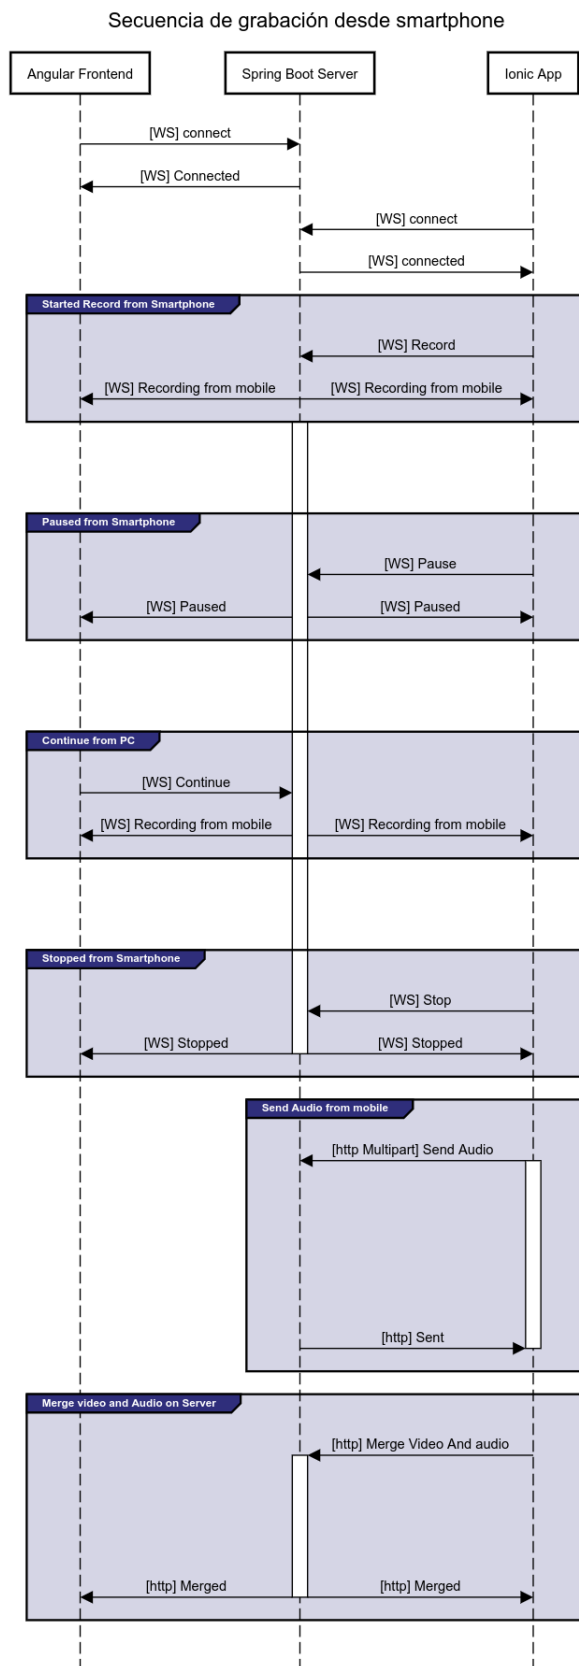 Secuencia de grabación desde smartphone
Angular Frontend
Spring Boot Server
Ionic App
[WS] connect
[WS] Connected
[WS] connect
[WS] connected
Started Record from Smartphone
[WS] Record
[WS] Recording from mobile
[WS] Recording from mobile
Paused from Smartphone
[WS] Pause
[WS] Paused
[WS] Paused
Continue from PC
[WS] Continue
[WS] Recording from mobile
[WS] Recording from mobile
Stopped from Smartphone
[WS] Stop
[WS] Stopped
[WS] Stopped
Send Audio from mobile
[http Multipart] Send Audio
[http] Sent
Merge video and Audio on Server
[http] Merge Video And audio
[http] Merged
[http] Merged